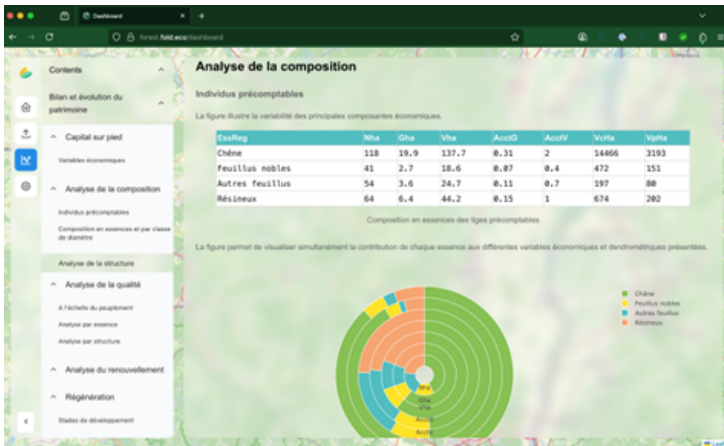 Dashboard
forest.fold.eco/dashboard
Contents
Bilan et évolution du
patrimoine
Capital sur pied
Variables économiques
Analyse de la composition
Individus précomptables
Composition en essences et par classe
de diamètre
Analyse de la structure
Analyse de la qualité
A l'échelle du peuplement
Analyse par essence
Analyse par structure
Analyse du renouvellement
Régénération
Stades de développement
Analyse de la composition
Individus précomptables
La figure illustre la variabilité des principales composantes économiques.
EssReg Nha Gha Vha AcctG AcctV VcHa VpHa
Chêne 118 19.9 137.7 0.31 2 14466 3193
Feuillus nobles 41 2.7 18.6 0.07 0.4 472 151
Autres feuillus 54 3.6 24.7 0.11 0.7 197 80
Résineux 64 6.4 44.2 0.15 1 674 202
Composition en essences des tiges précomptables
La figure permet de visualiser simultanément la contribution de chaque essence aux différentes variables économiques et dendrométriques présentées.
Chêne
Feuillus nobles
Autres feuillus
Résineux
Nha
Gha
Vha
AcctG
AcctV